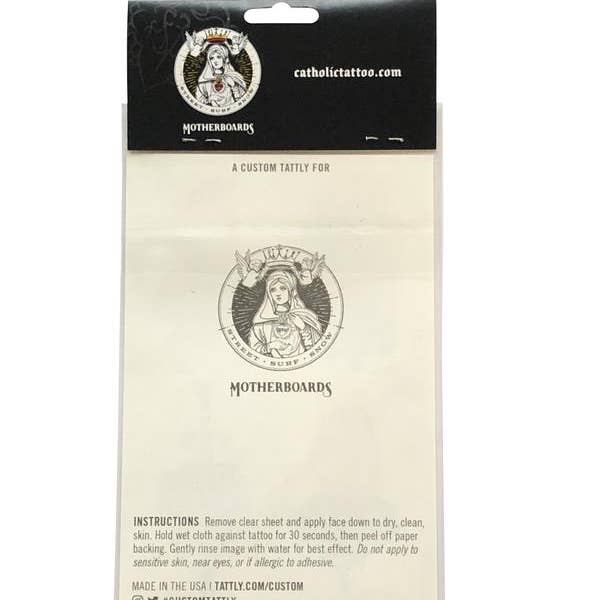 catholictattoo.com
STREET · SURF · SNOW
MOTHERBOARDS
A CUSTOM TATTLY FOR
STREET · SURF · SNOW
MOTHERBOARDS
INSTRUCTIONS Remove clear sheet and apply face down to dry, clean,
skin. Hold wet cloth against tattoo for 30 seconds, then peel off paper
backing. Gently rinse image with water for best effect. Do not apply to
sensitive skin, near eyes, or if allergic to adhesive.
MADE IN THE USA | TATTLY.COM/CUSTOM
#CUSTOMTATTLY